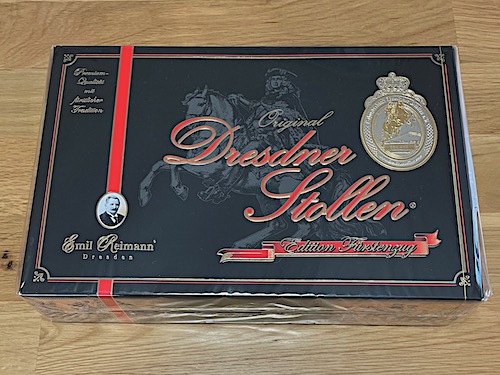 Premium-
Qualität
mit
fürstlicher
Tradition
Original
Dresdner
Stollen®
Emil Reimann®
Dresden
Edition Fürstenzug